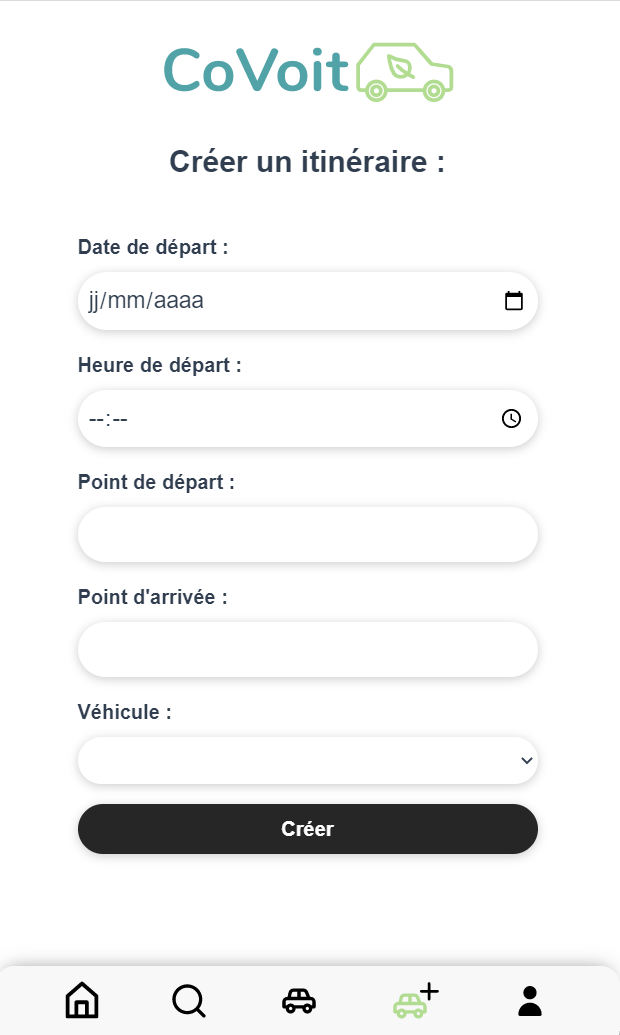 CoVoit
Créer un itinéraire :
Date de départ :
jj/mm/aaaa
Heure de départ :
--:--
Point de départ :
Point d'arrivée :
Véhicule :
Créer